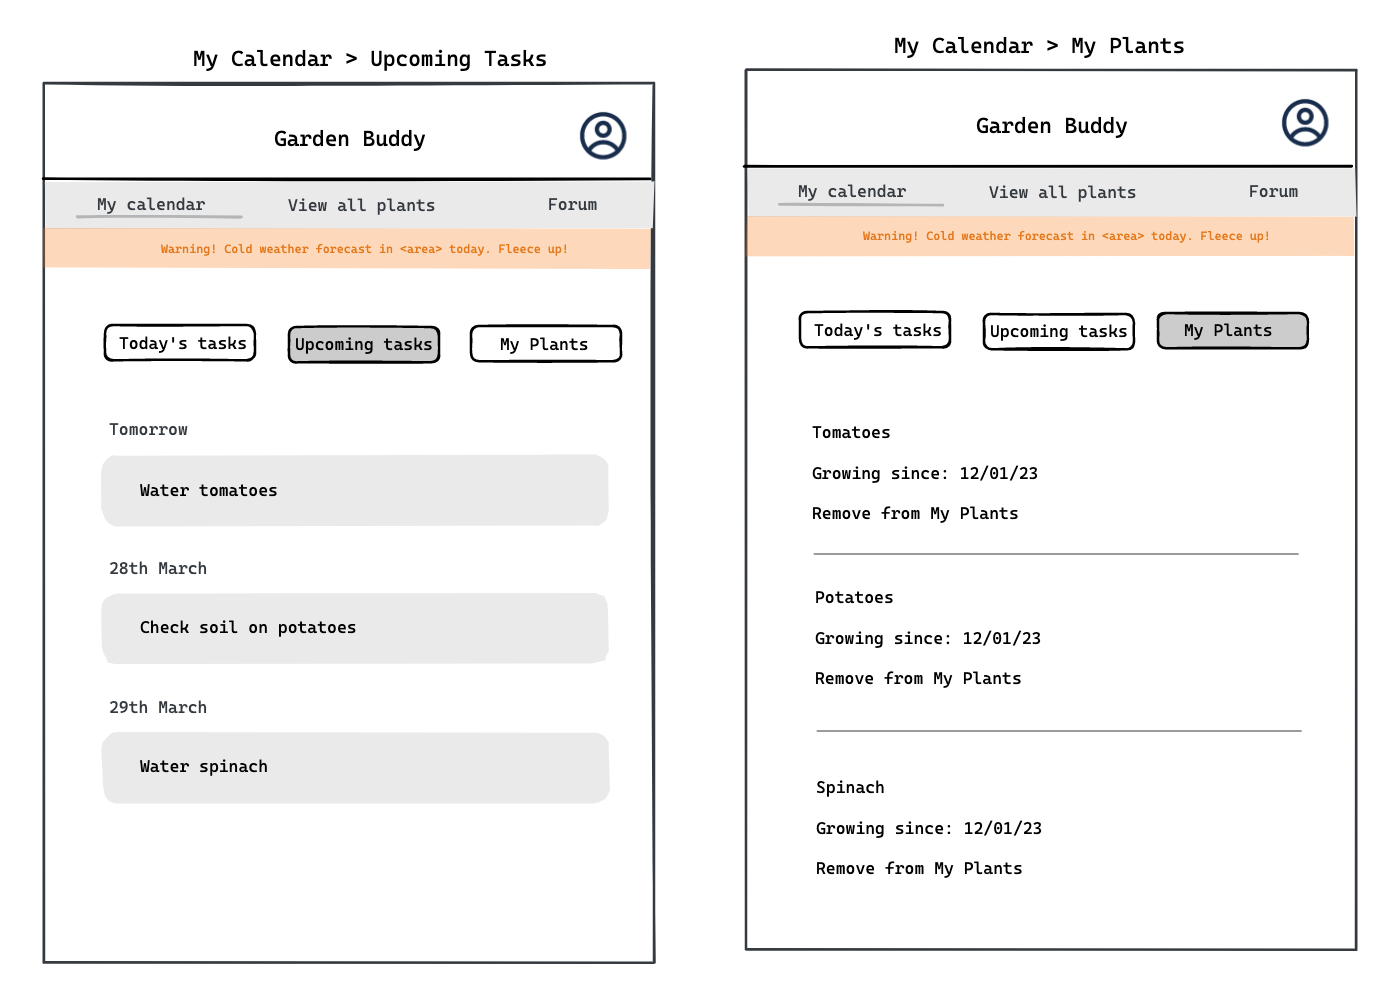 My Calendar > Upcoming Tasks
Garden Buddy
My calendar View all plants Forum
Warning! Cold weather forecast in <area> today. Fleece up!
Today's tasks Upcoming tasks My Plants
Tomorrow
Water tomatoes
28th March
Check soil on potatoes
29th March
Water spinach
My Calendar > My Plants
Garden Buddy
My calendar View all plants Forum
Warning! Cold weather forecast in <area> today. Fleece up!
Today's tasks Upcoming tasks My Plants
Tomatoes
Growing since: 12/01/23
Remove from My Plants
Potatoes
Growing since: 12/01/23
Remove from My Plants
Spinach
Growing since: 12/01/23
Remove from My Plants